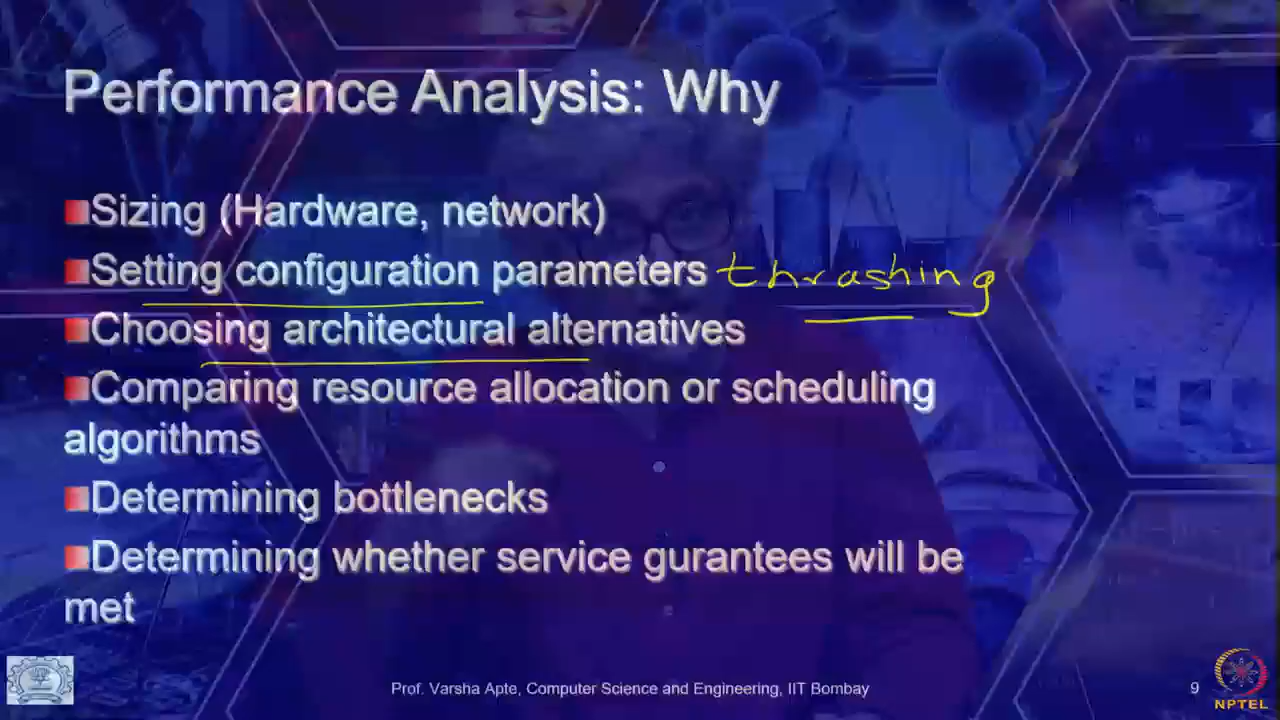 Performance Analysis: Why
Sizing (Hardware, network)
Setting configuration parameters thrashing
Choosing architectural alternatives
Comparing resource allocation or scheduling
algorithms
Determining bottlenecks
Determining whether service gurantees will be
met
Prof. Varsha Apte, Computer Science and Engineering, IIT Bombay 9
NPTEL